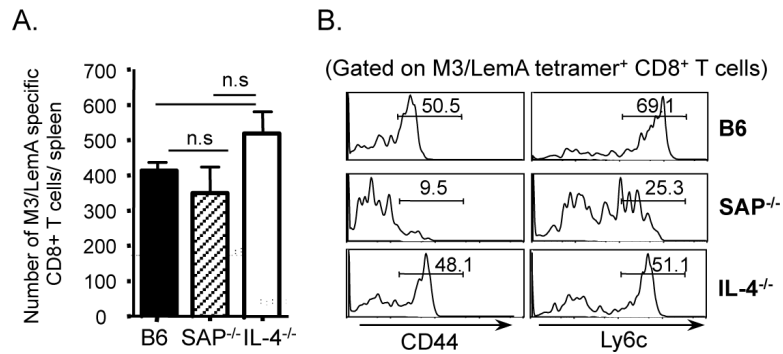 A.
Number of M3/LemA specific
CD8+ T cells/ spleen
700
600
500
400
300
200
100
0
n.s
n.s
B6 SAP-/- IL-4-/-
B.
(Gated on M3/LemA tetramer+ CD8+ T cells)
50.5 69.1 B6
9.5 25.3 SAP-/-
48.1 51.1 IL-4-/-
CD44 Ly6c